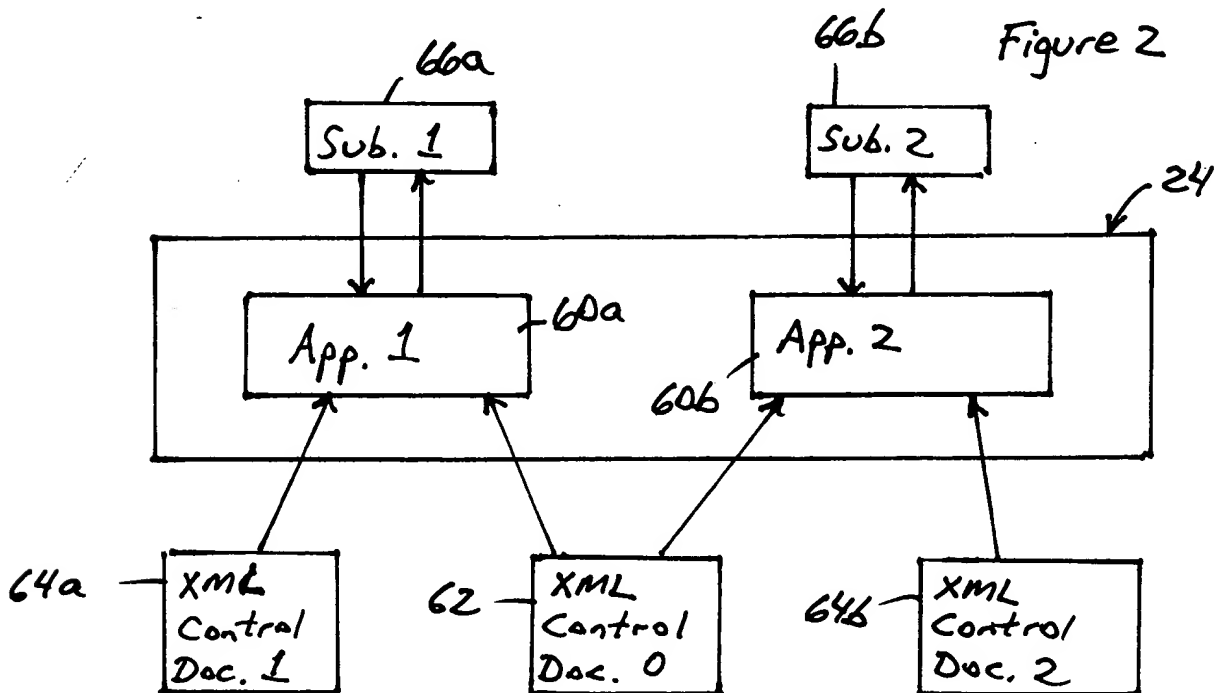 66a
66b
Figure 2
Sub. 1
Sub. 2
24
App. 1
60a
App. 2
60b
64a
XML
Control
Doc. 1
62
XML
Control
Doc. 0
64b
XML
Control
Doc. 2